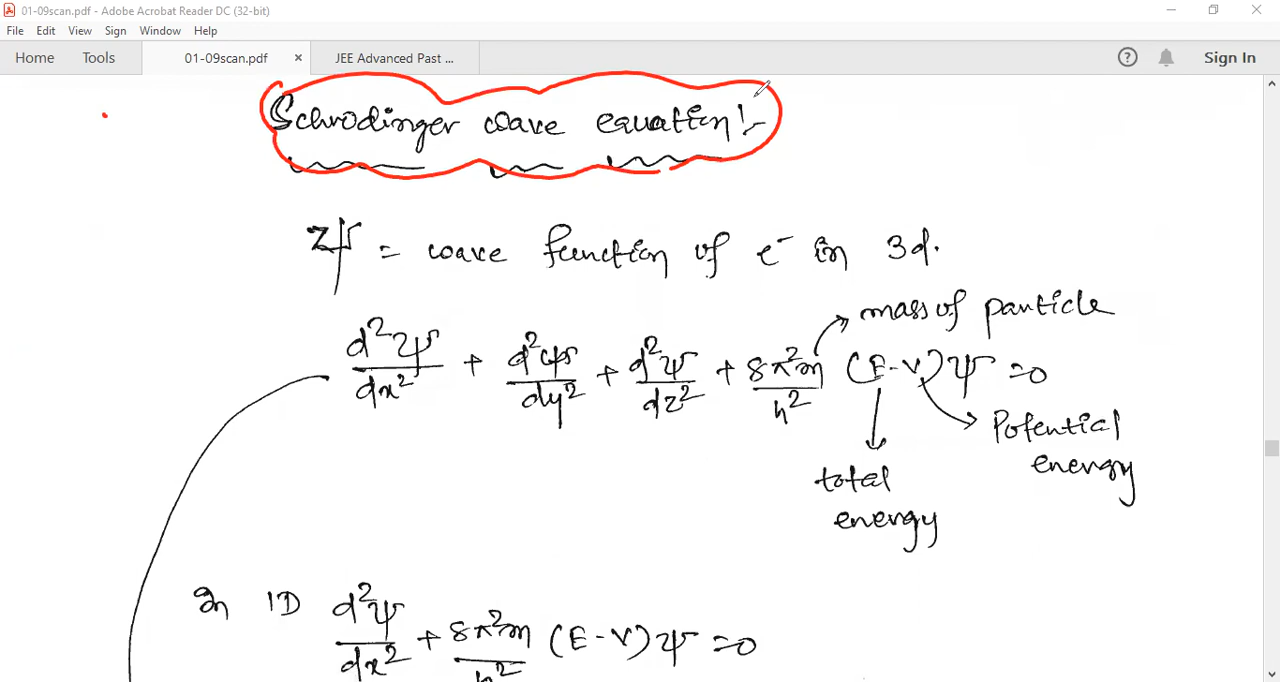 01-09scan.pdf - Adobe Acrobat Reader DC (32-bit)
File Edit View Sign Window Help
Home Tools 01-09scan.pdf × JEE Advanced Past ... ? Sign In
Schrodinger wave equation!-
ψ = wave function of e⁻ in 3d.
mass of particle
d²ψ/dx² + d²ψ/dy² + d²ψ/dz² + 8π²m/h² (E-V)ψ =0
Potential
energy
total
energy
In 1D d²ψ/dx² + 8π²m/h² (E-V)ψ =0